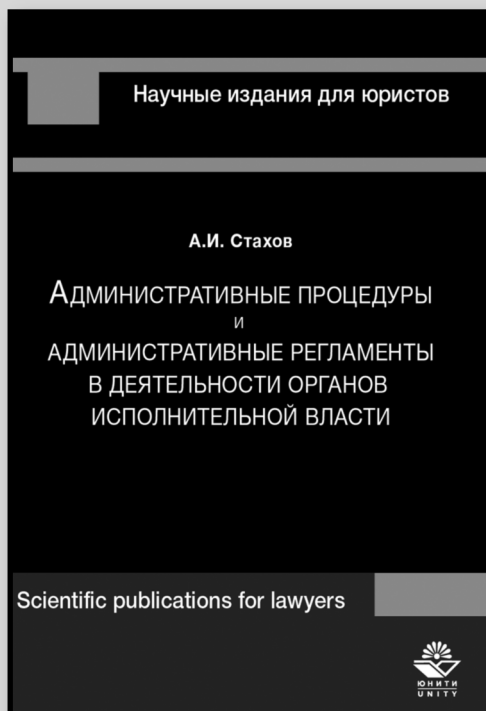 Научные издания для юристов
А.И. Стахов
АДМИНИСТРАТИВНЫЕ ПРОЦЕДУРЫ
И
АДМИНИСТРАТИВНЫЕ РЕГЛАМЕНТЫ
В ДЕЯТЕЛЬНОСТИ ОРГАНОВ
ИСПОЛНИТЕЛЬНОЙ ВЛАСТИ
Scientific publications for lawyers
ЮНИТИ
UNITY